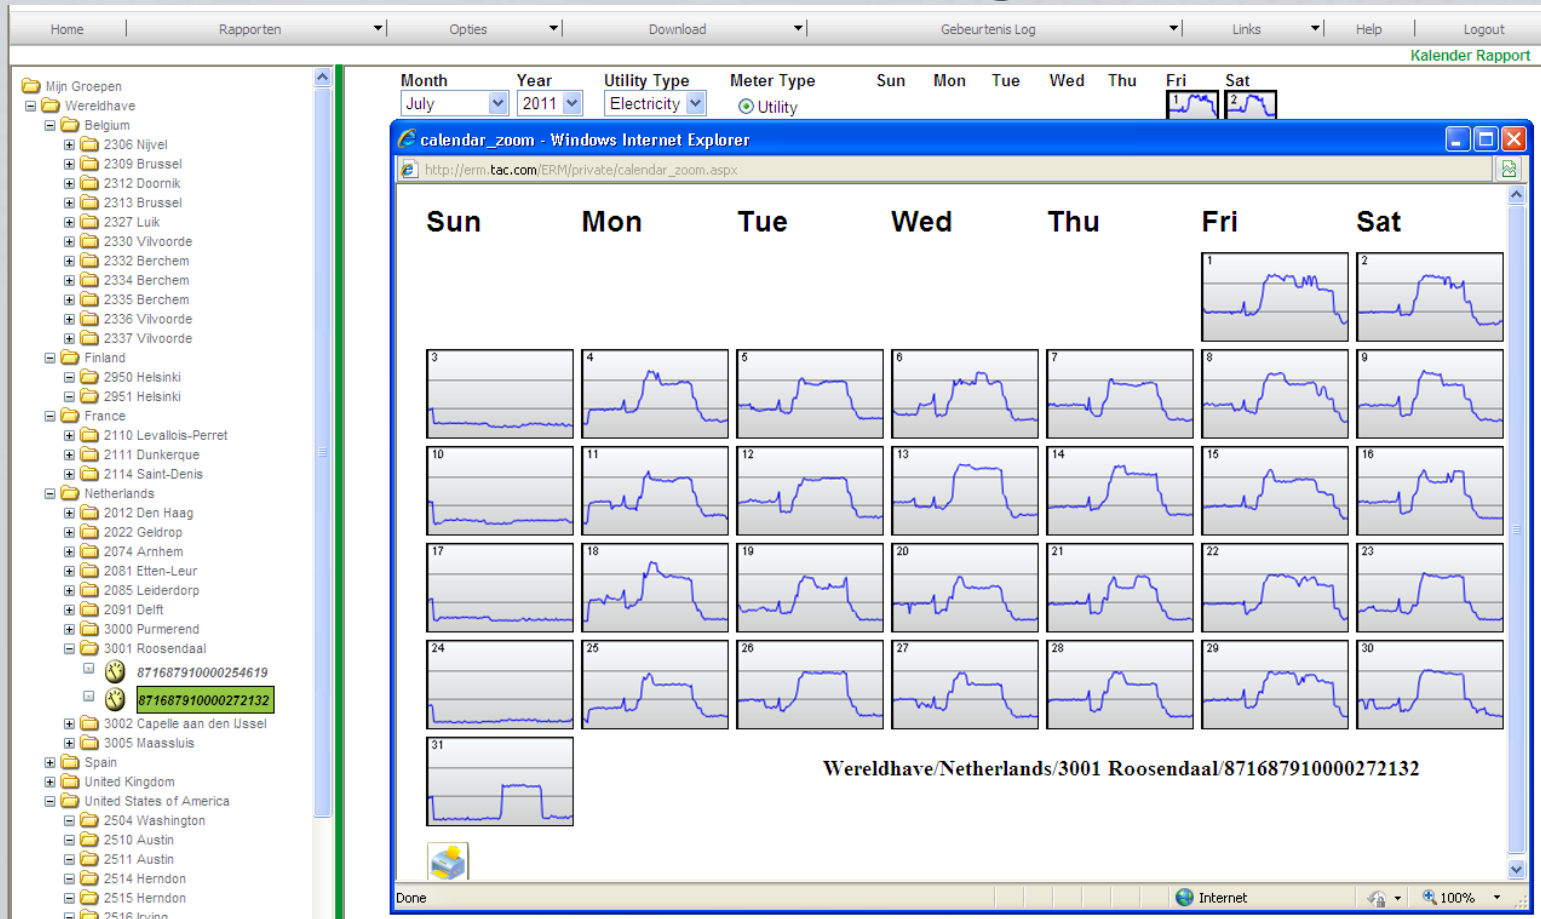 Home Rapporten Opties Download Gebeurtenis Log Links Help Logout
Kalender Rapport
Mijn Groepen
Wereldhave
Belgium
2306 Nijvel
2309 Brussel
2312 Doornik
2313 Brussel
2327 Luik
2330 Vilvoorde
2332 Berchem
2334 Berchem
2335 Berchem
2336 Vilvoorde
2337 Vilvoorde
Finland
2950 Helsinki
2951 Helsinki
France
2110 Levallois-Perret
2111 Dunkerque
2114 Saint-Denis
Netherlands
2012 Den Haag
2022 Geldrop
2074 Arnhem
2081 Etten-Leur
2085 Leiderdorp
2091 Delft
3000 Purmerend
3001 Roosendaal
871687910000254619
871687910000272132
3002 Capelle aan den IJssel
3005 Maassluis
Spain
United Kingdom
United States of America
2504 Washington
2510 Austin
2511 Austin
2514 Herndon
2515 Herndon
2516 Irving
Month Year Utility Type Meter Type Sun Mon Tue Wed Thu Fri Sat
July 2011 Electricity Utility 1 2
calendar_zoom - Windows Internet Explorer
http://erm.tac.com/ERM/private/calendar_zoom.aspx
Sun Mon Tue Wed Thu Fri Sat
1 2
3 4 5 6 7 8 9
10 11 12 13 14 15 16
17 18 19 20 21 22 23
24 25 26 27 28 29 30
31
Wereldhave/Netherlands/3001 Roosendaal/871687910000272132
Done Internet 100%